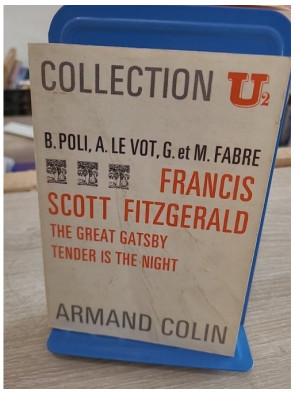 COLLECTION U2
B. POLI, A. LE VOT, G. et M. FABRE
FRANCIS
SCOTT FITZGERALD
THE GREAT GATSBY
TENDER IS THE NIGHT
ARMAND COLIN